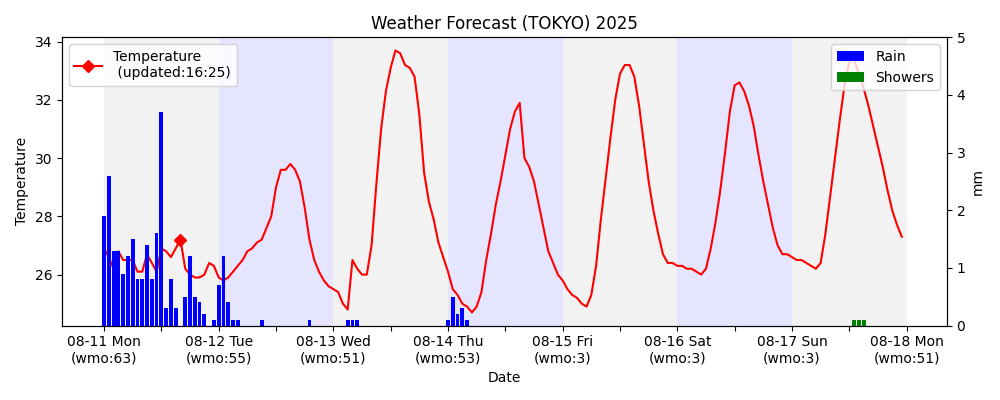 Weather Forecast (TOKYO) 2025
Temperature
(updated:16:25)
Rain
Showers
34
32
30
28
26
Temperature
5
4
3
2
1
0
mm
08-11 Mon
(wmo:63)
08-12 Tue
(wmo:55)
08-13 Wed
(wmo:51)
08-14 Thu
(wmo:53)
08-15 Fri
(wmo:3)
08-16 Sat
(wmo:3)
08-17 Sun
(wmo:3)
08-18 Mon
(wmo:51)
Date